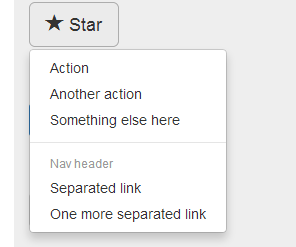 ★ Star
Action
Another action
Something else here
Nav header
Separated link
One more separated link